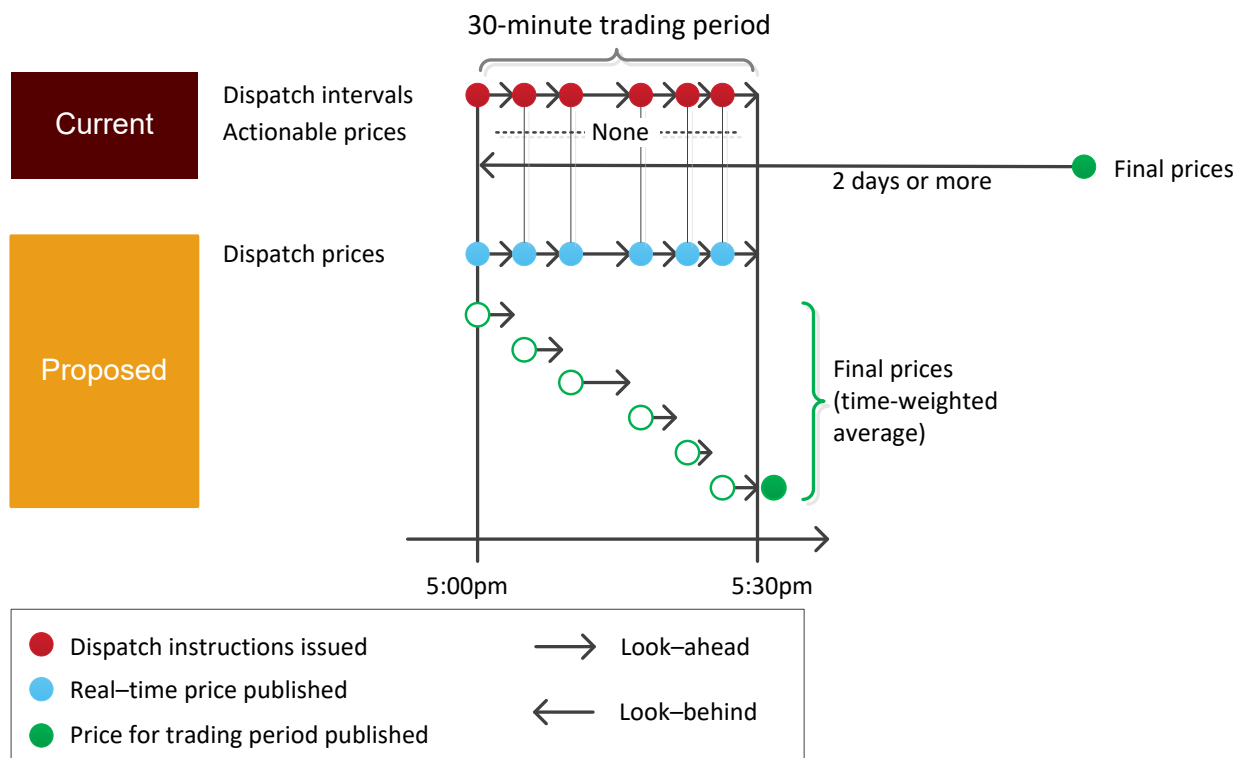 30-minute trading period
Current
Dispatch intervals
Actionable prices
None
2 days or more
Final prices
Proposed
Dispatch prices
Final prices
(time-weighted
average)
5:00pm
5:30pm
Dispatch instructions issued
Look–ahead
Real–time price published
Look–behind
Price for trading period published